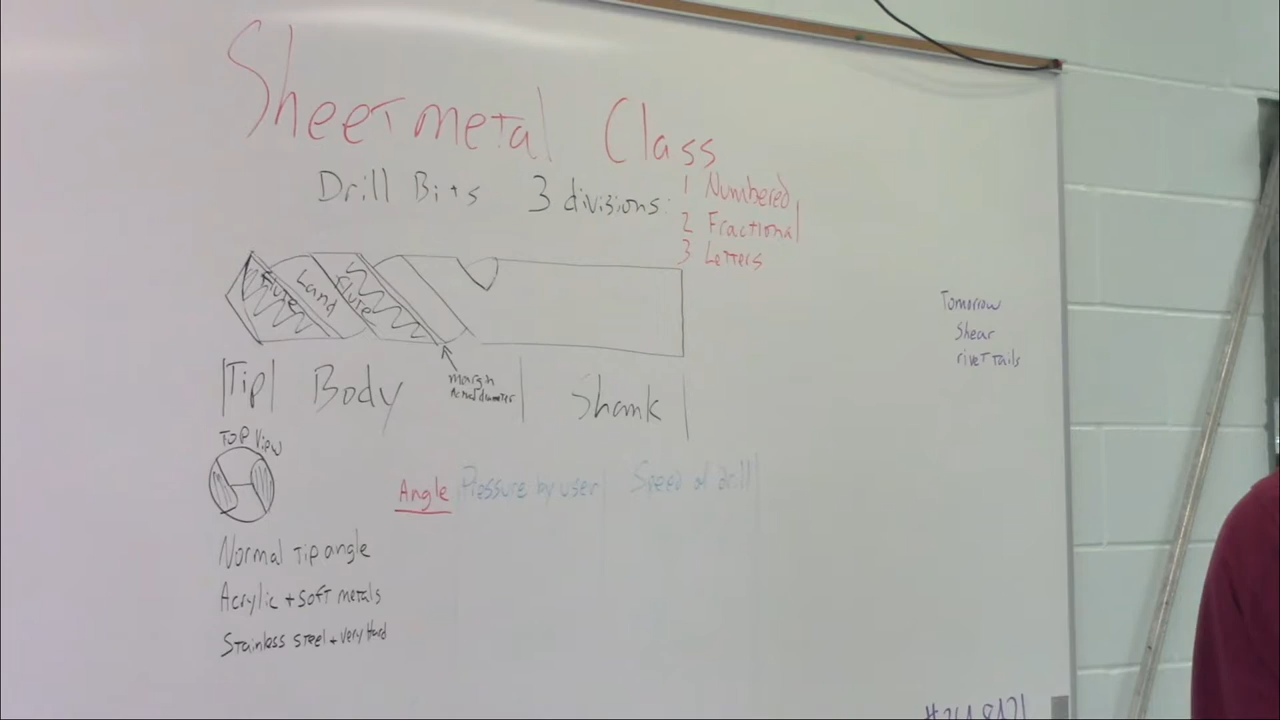 Sheetmetal Class
Drill Bits 3 divisions:
1 Numbered
2 Fractional
3 Letters
Flute Land Flute
Tip Body Shank
margin
Actual diameter
Top View
Angle Pressure by user Speed of drill
Normal tip angle
Acrylic + soft metals
Stainless steel + very Hard
Tomorrow
Shear
rivet tails